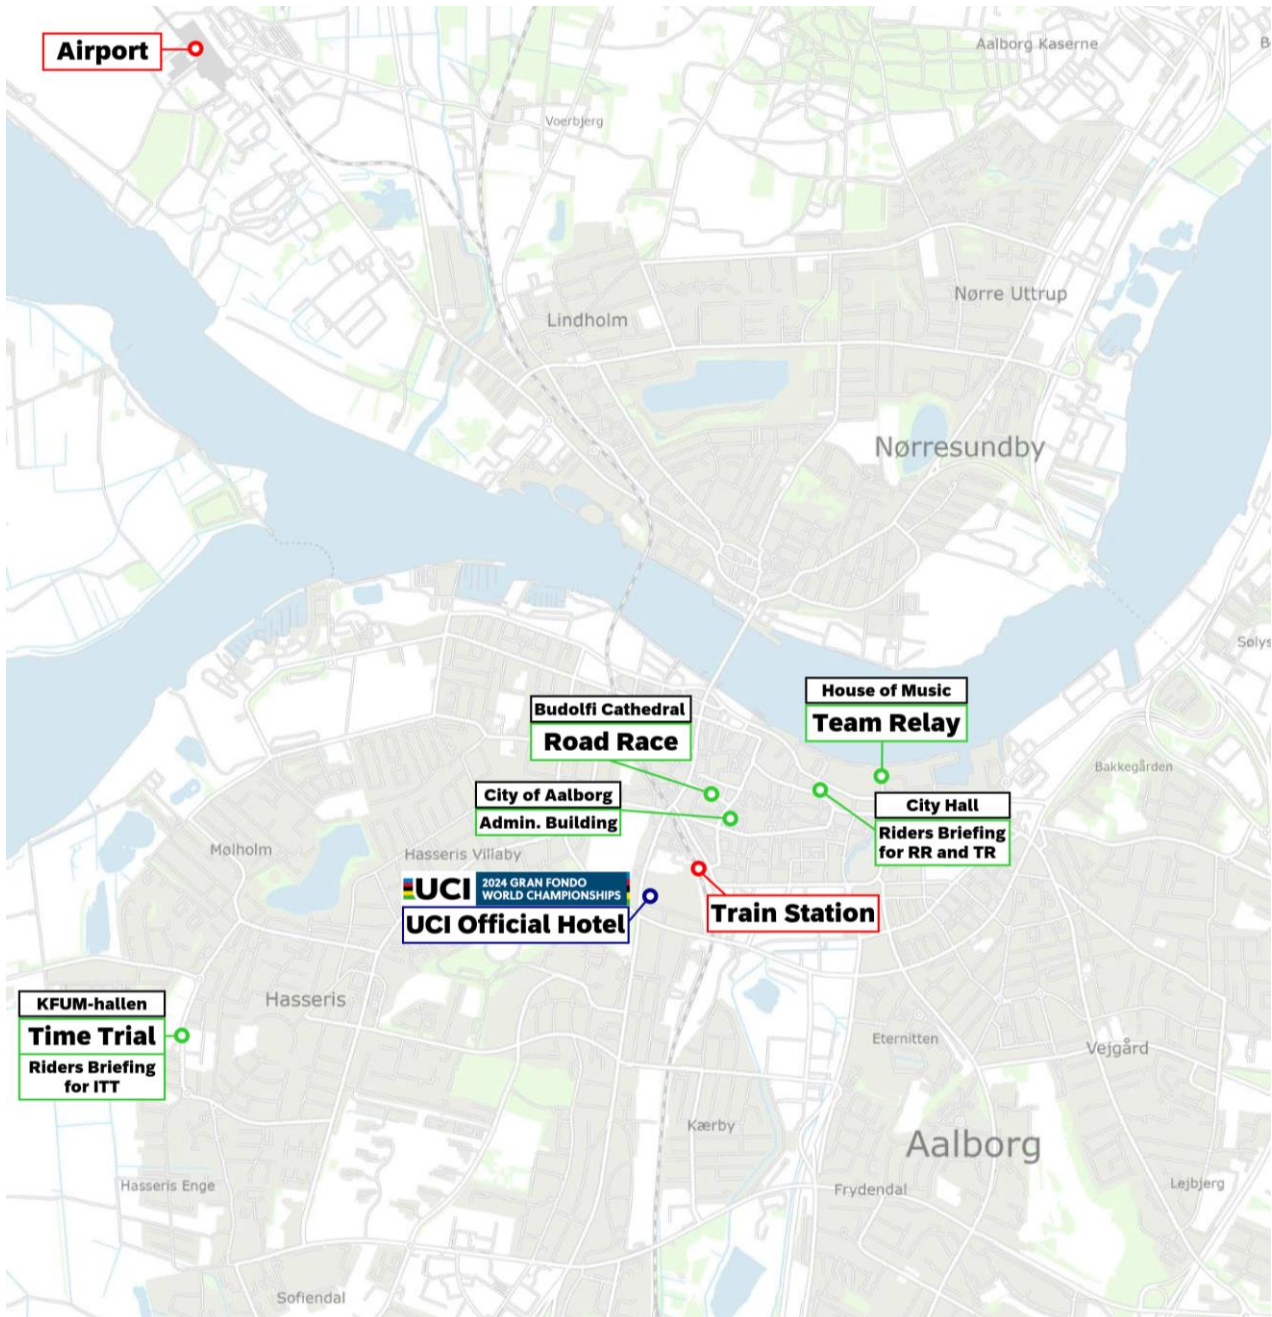 Airport
Aalborg Kaserne
Voerbjerg
Nørre Uttrup
Lindholm
Nørresundby
Sølys
House of Music
Team Relay
Budolfi Cathedral
Road Race
Bakkegården
City of Aalborg
Admin. Building
City Hall
Riders Briefing
for RR and TR
Mølholm
Hasseris Villaby
UCI
2024 GRAN FONDO
WORLD CHAMPIONSHIPS
UCI Official Hotel
Train Station
Hasseris
KFUM-hallen
Time Trial
Riders Briefing
for ITT
Eternitten
Vejgård
Kærby
Aalborg
Hasseris Enge
Frydendal
Lejbjerg
Sofiendal